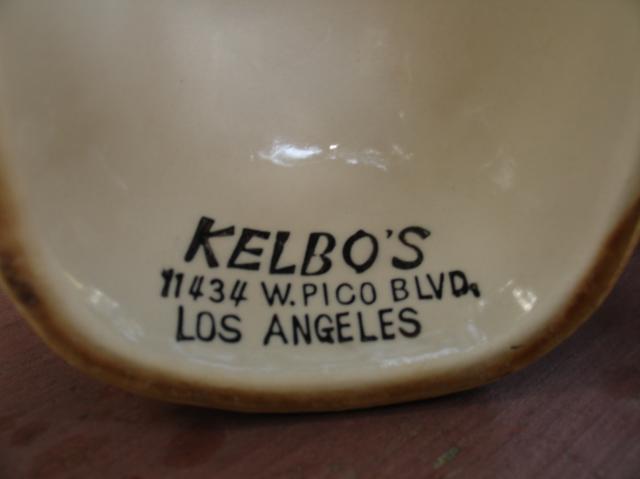 KELBO'S
11434 W. PICO BLVD.
LOS ANGELES